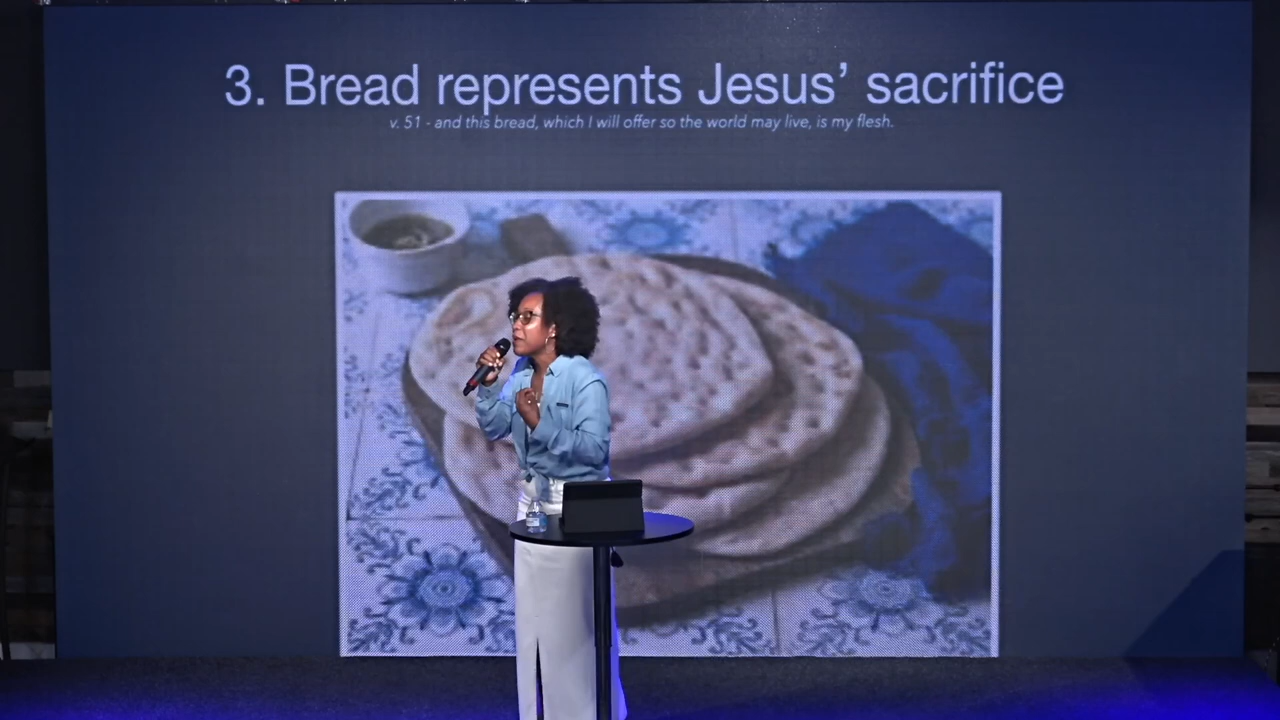 3. Bread represents Jesus’ sacrifice
v. 51 - and this bread, which I will offer so the world may live, is my flesh.